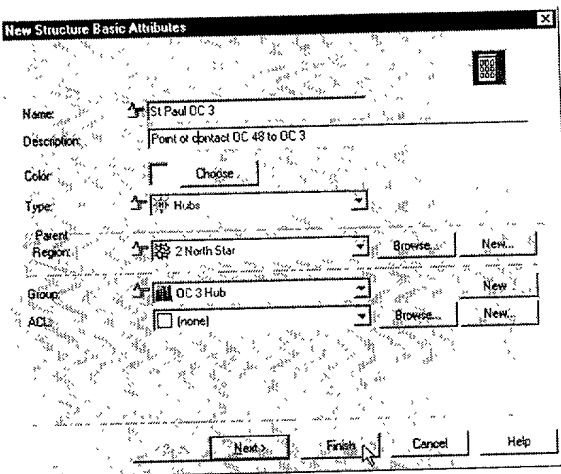 New Structure Basic Attributes
Name: St Paul OC 3
Description: Point of contact OC 48 to OC 3
Color Choose
Type: Hubs
Parent
Region: 2 North Star Browse... New...
Group: OC 3 Hub New
ACL: (none) Browse... New...
Next > Finish Cancel Help